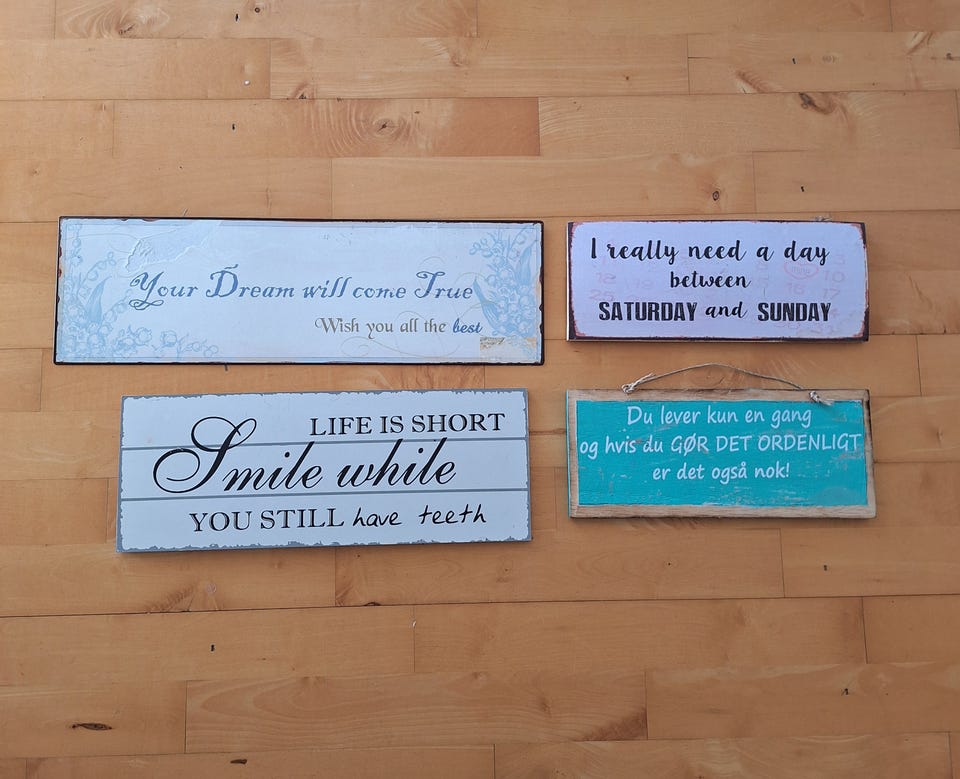 Your Dream will come True
Wish you all the best
I really need a day
between
SATURDAY and SUNDAY
LIFE IS SHORT
Smile while
YOU STILL have teeth
Du lever kun en gang
og hvis du GØR DET ORDENLIGT
er det også nok!